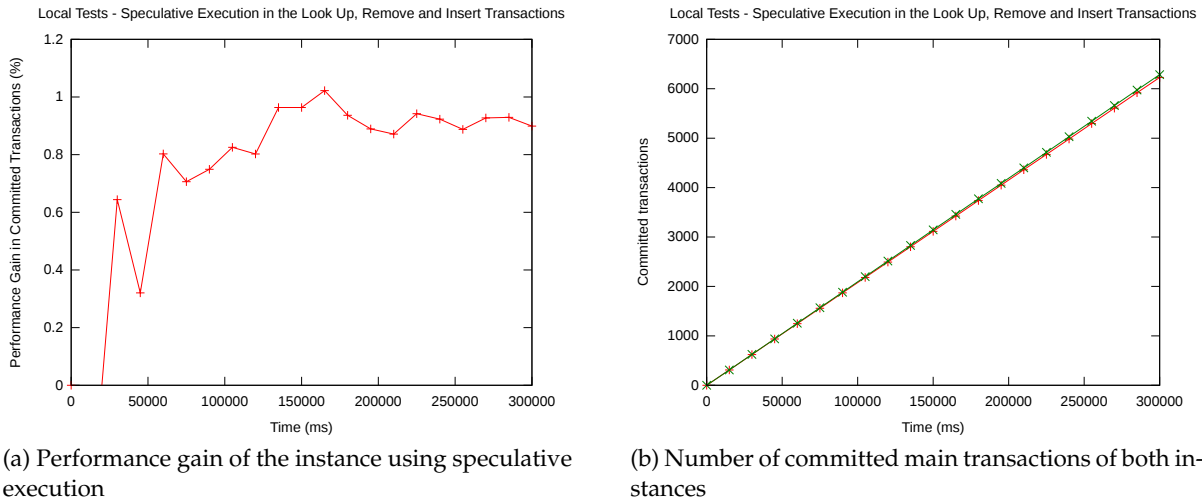 Local Tests - Speculative Execution in the Look Up, Remove and Insert Transactions
1.2
1
0.8
0.6
0.4
0.2
0
Performance Gain in Committed Transactions (%)
0 50000 100000 150000 200000 250000 300000
Time (ms)
(a) Performance gain of the instance using speculative
execution
Local Tests - Speculative Execution in the Look Up, Remove and Insert Transactions
7000
6000
5000
4000
3000
2000
1000
0
Committed transactions
0 50000 100000 150000 200000 250000 300000
Time (ms)
(b) Number of committed main transactions of both in-
stances